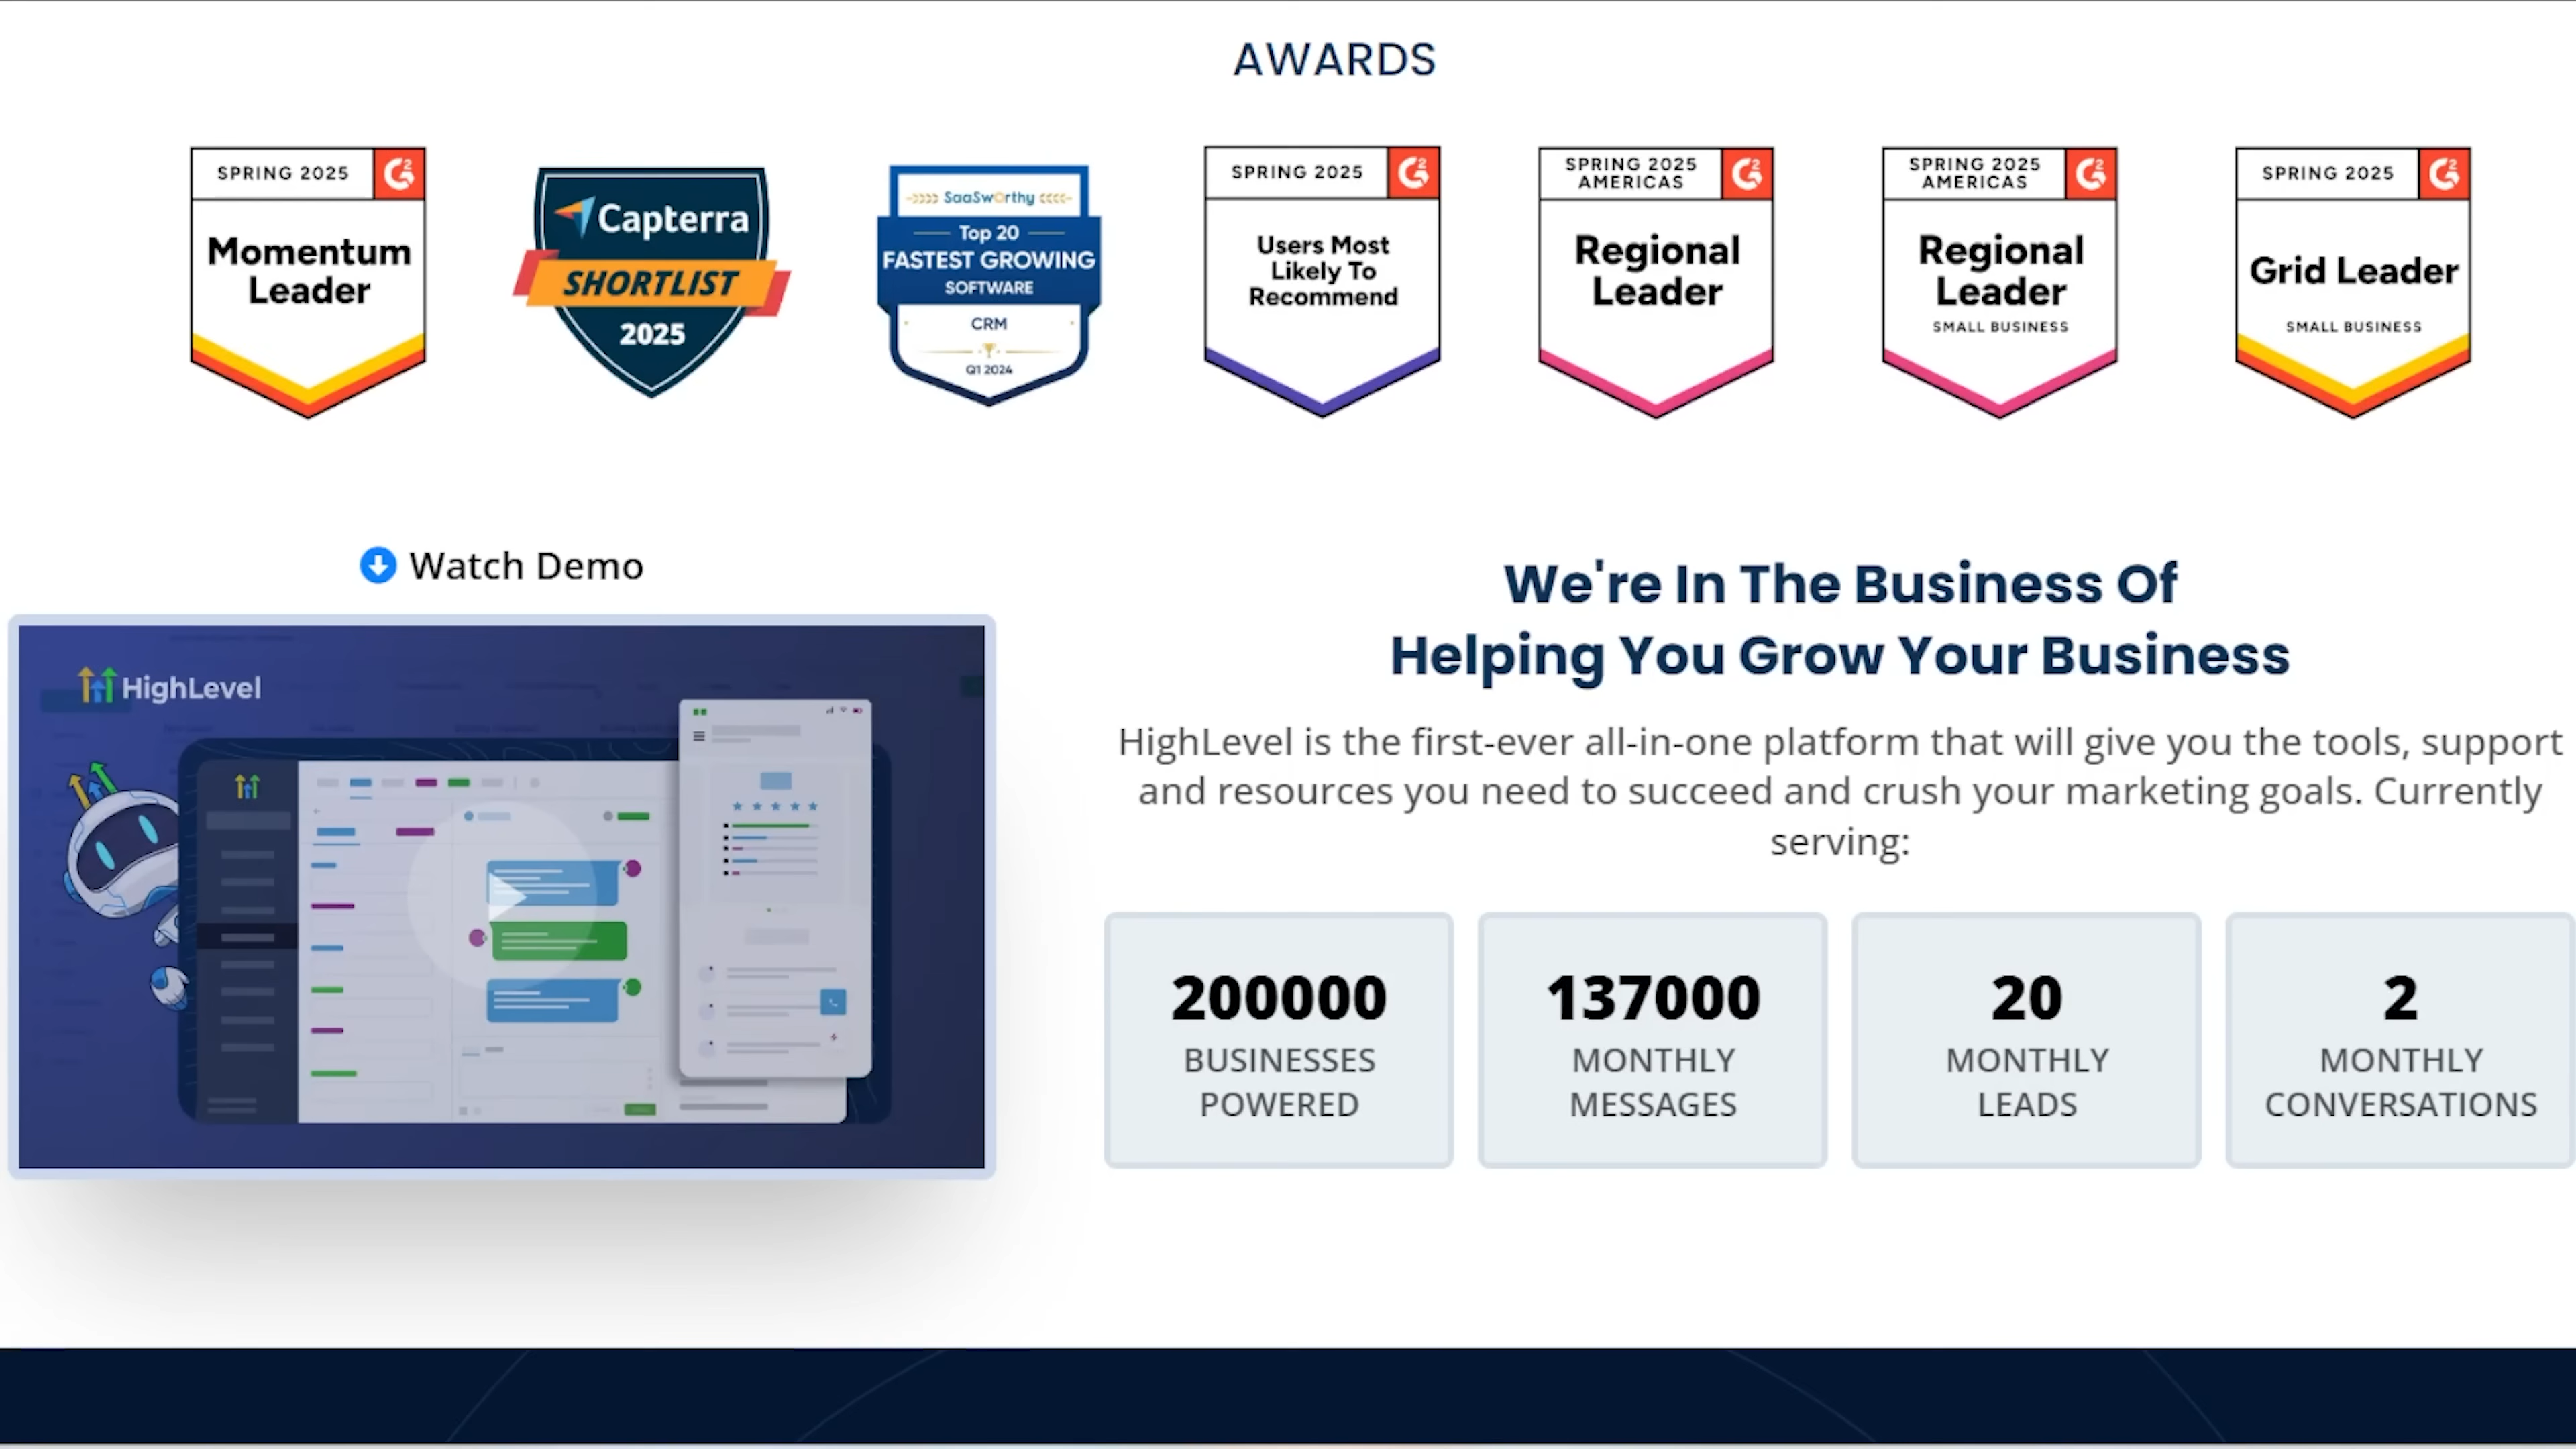 AWARDS
SPRING 2025
Momentum
Leader
Capterra
SHORTLIST
2025
SaaSworthy
Top 20
FASTEST GROWING
SOFTWARE
CRM
Q1 2024
SPRING 2025
Users Most
Likely To
Recommend
SPRING 2025
AMERICAS
Regional
Leader
SPRING 2025
AMERICAS
Regional
Leader
SMALL BUSINESS
SPRING 2025
Grid Leader
SMALL BUSINESS
Watch Demo
HighLevel
We're In The Business Of
Helping You Grow Your Business
HighLevel is the first-ever all-in-one platform that will give you the tools, support
and resources you need to succeed and crush your marketing goals. Currently
serving:
200000
BUSINESSES
POWERED
137000
MONTHLY
MESSAGES
20
MONTHLY
LEADS
2
MONTHLY
CONVERSATIONS